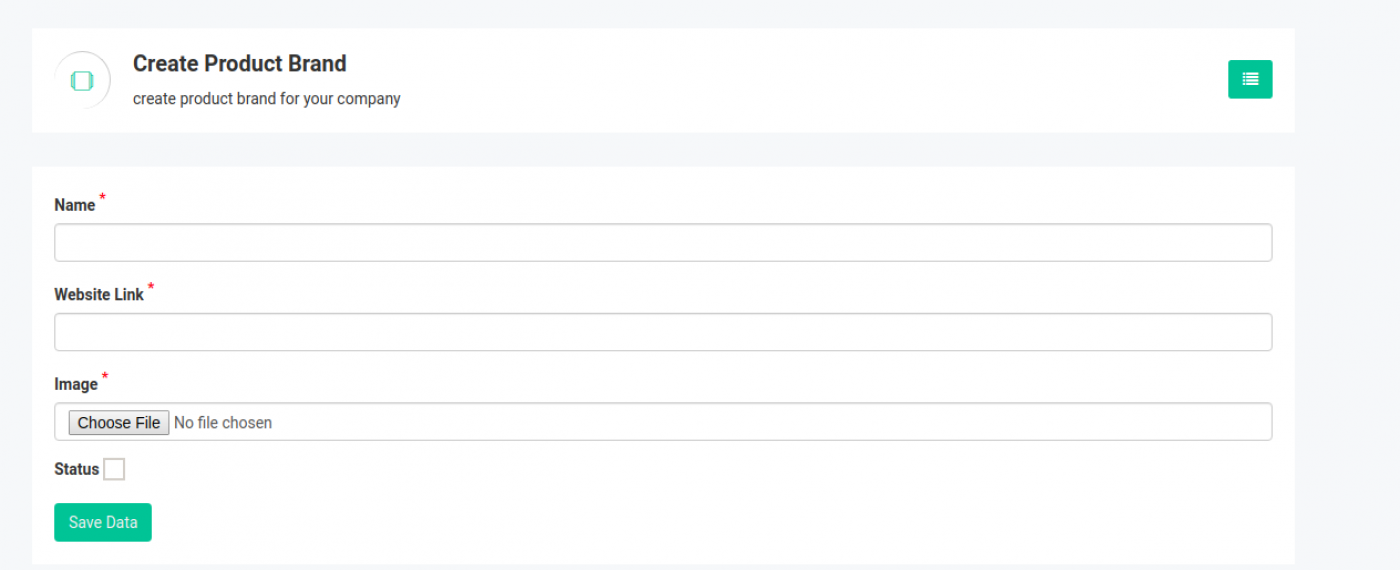 Create Product Brand
create product brand for your company
Name *
Website Link *
Image *
Choose File No file chosen
Status
Save Data